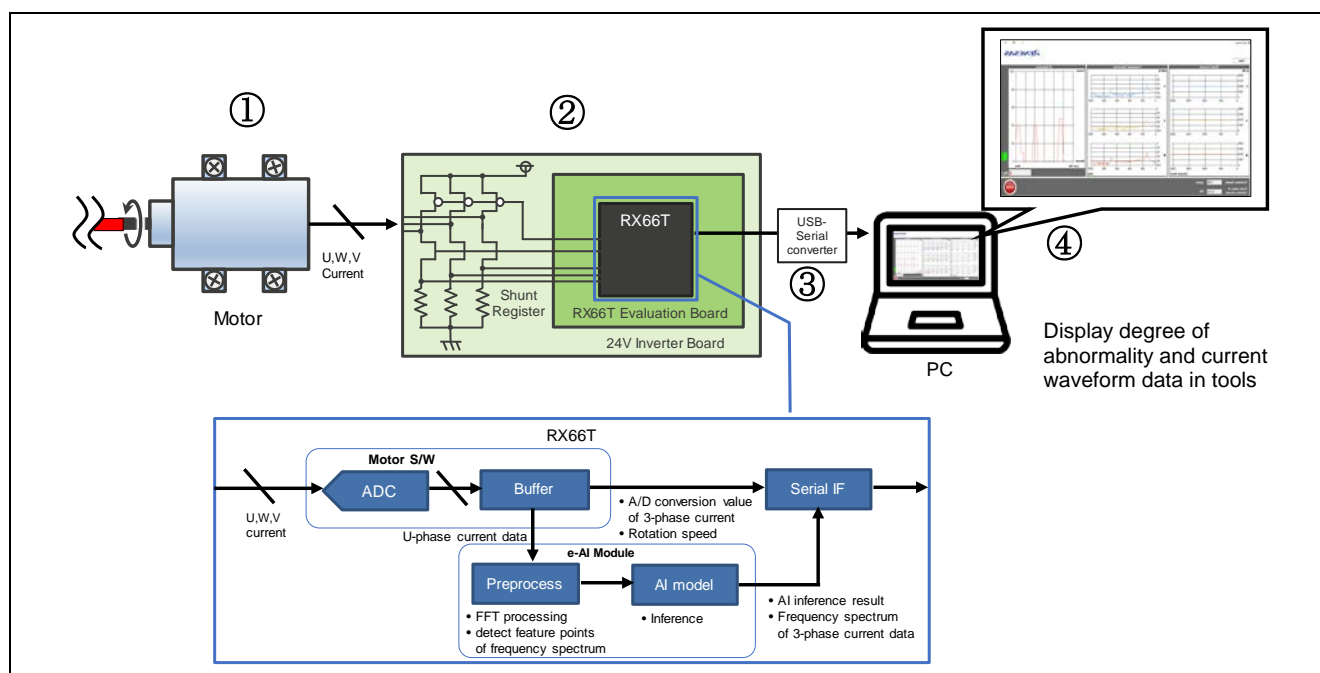 ①
②
RX66T
USB-
Serial
converter
③
④
U,W,V
Current
Shunt
Register
RX66T Evaluation Board
24V Inverter Board
Motor
PC
Display degree of
abnormality and current
waveform data in tools
RX66T
Motor S/W
ADC
Buffer
Serial IF
U,W,V
current
U-phase current data
• A/D conversion value
of 3-phase current
• Rotation speed
e-AI Module
Preprocess
AI model
• FFT processing
• detect feature points
of frequency spectrum
• Inference
• AI inference result
• Frequency spectrum
of 3-phase current data